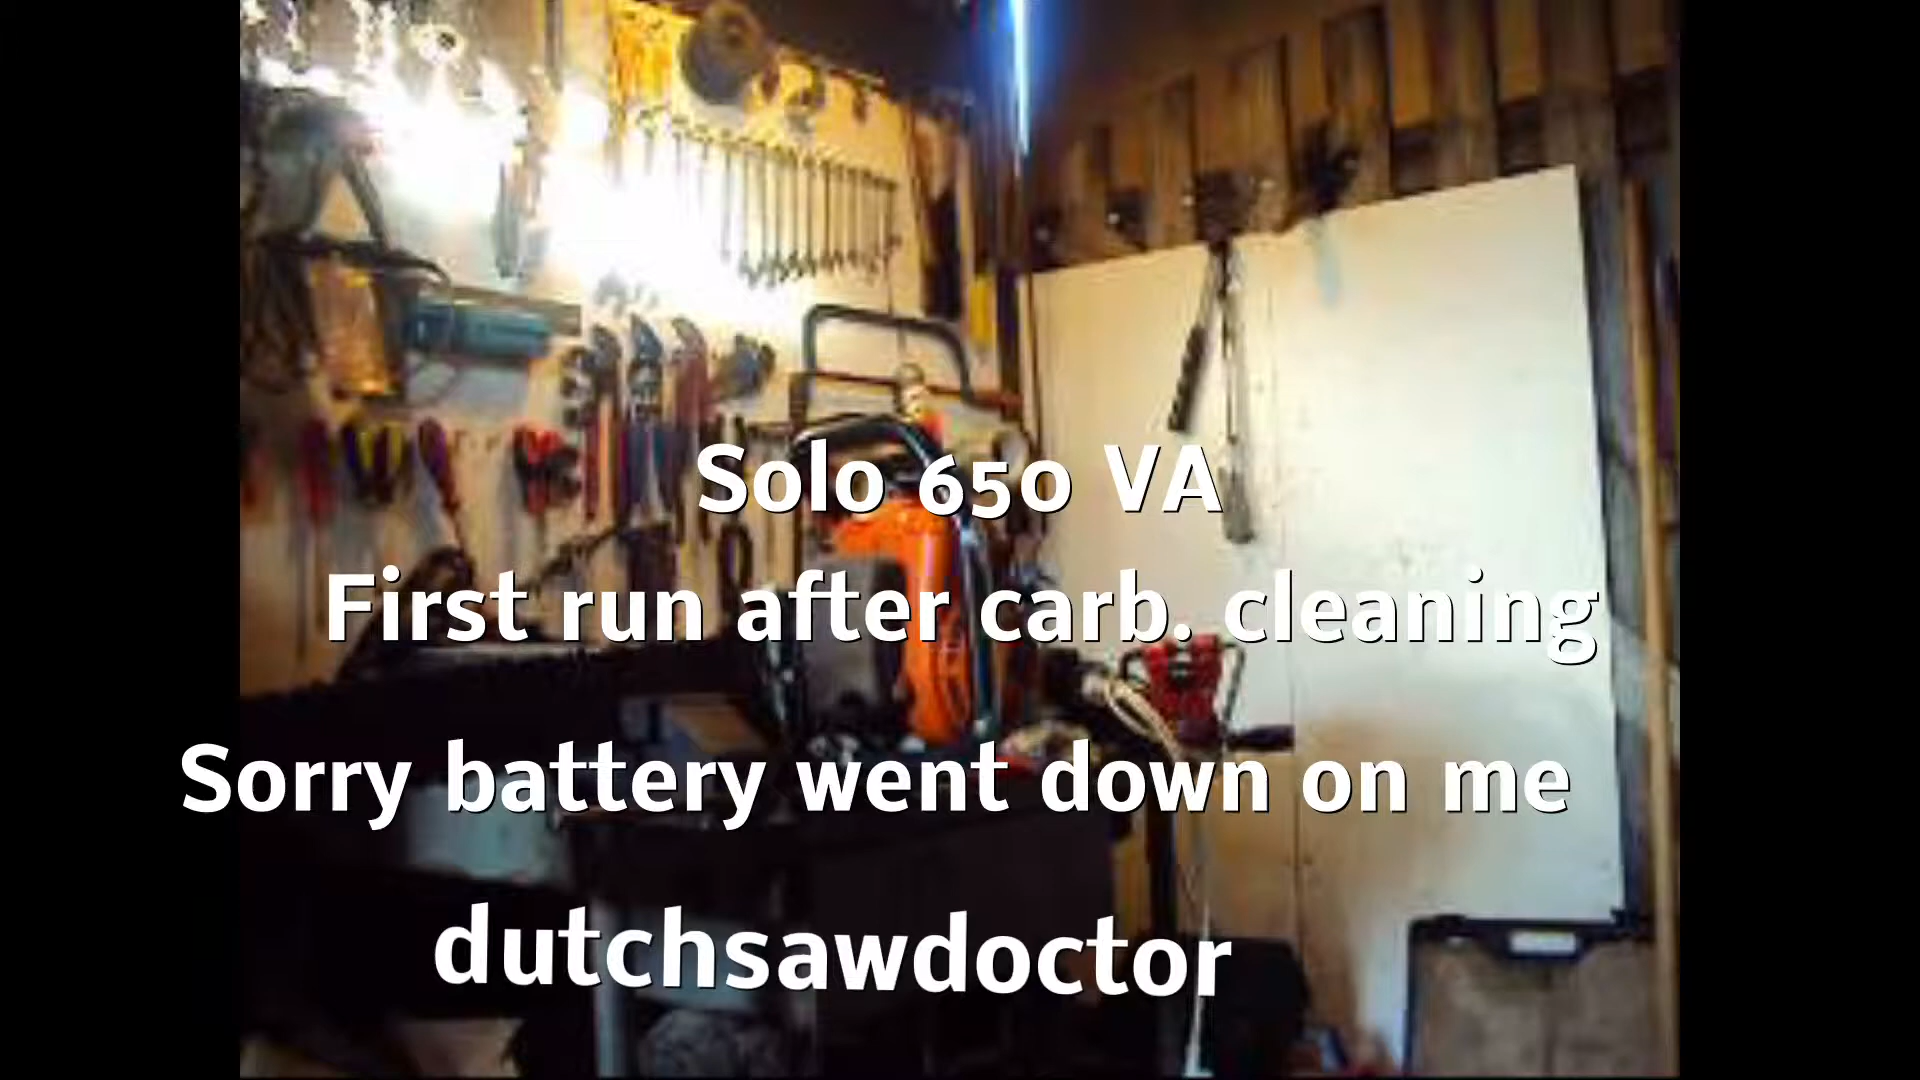 Solo 650 VA
First run after carb. cleaning
Sorry battery went down on me
dutchsawdoctor